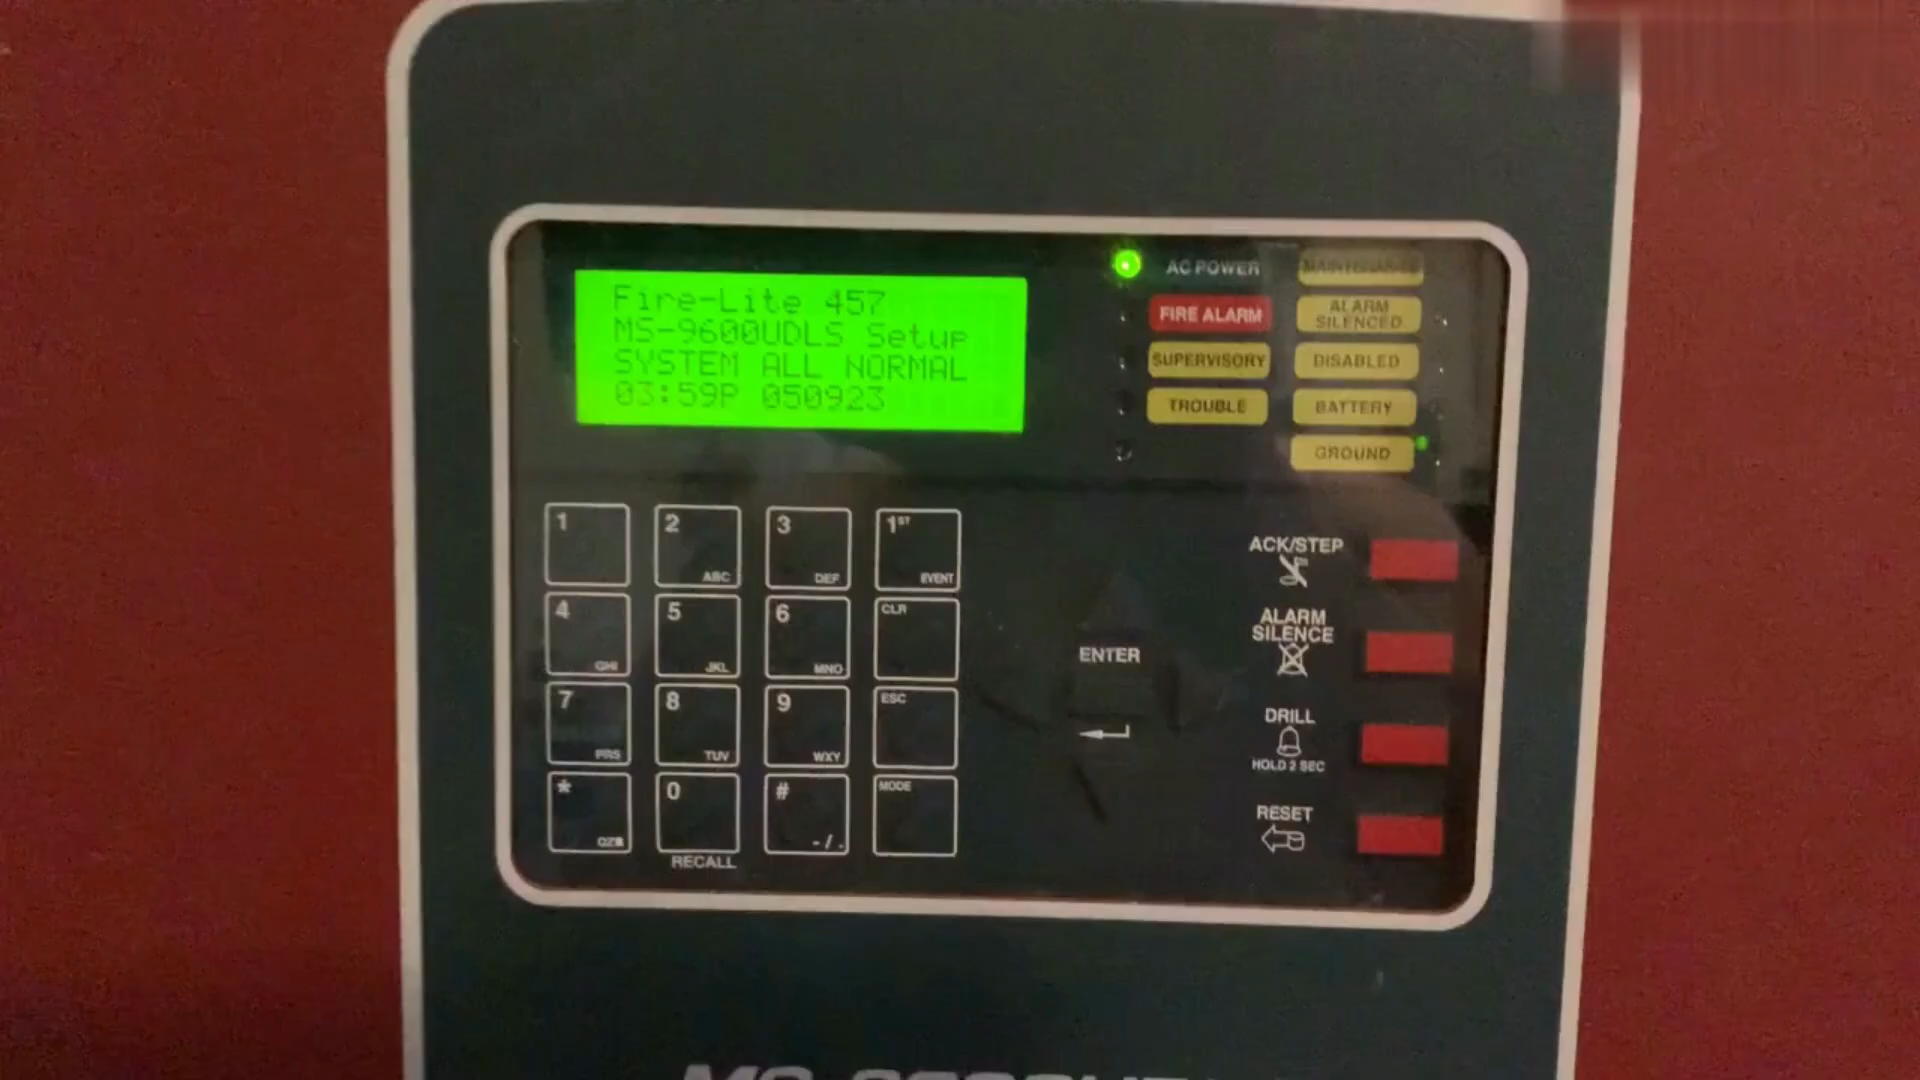 Fire-Lite 457
MS-9600UDLS Setup
SYSTEM ALL NORMAL
03:59P 050923
AC POWER
FIRE ALARM
SUPERVISORY
TROUBLE
MAINTENANCE
ALARM
SILENCED
DISABLED
BATTERY
GROUND
1
2 ABC
3 DEF
1ST EVENT
4 GHI
5 JKL
6 MNO
CLR
7 PRS
8 TUV
9 WXY
ESC
* QZ
0
# - / .
MODE
RECALL
ENTER
ACK/STEP
ALARM
SILENCE
DRILL
HOLD 2 SEC
RESET